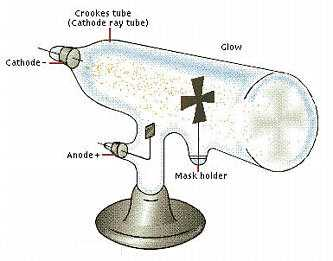 Crookes tube
(Cathode ray tube)
Glow
Cathode-
Anode+
Mask holder